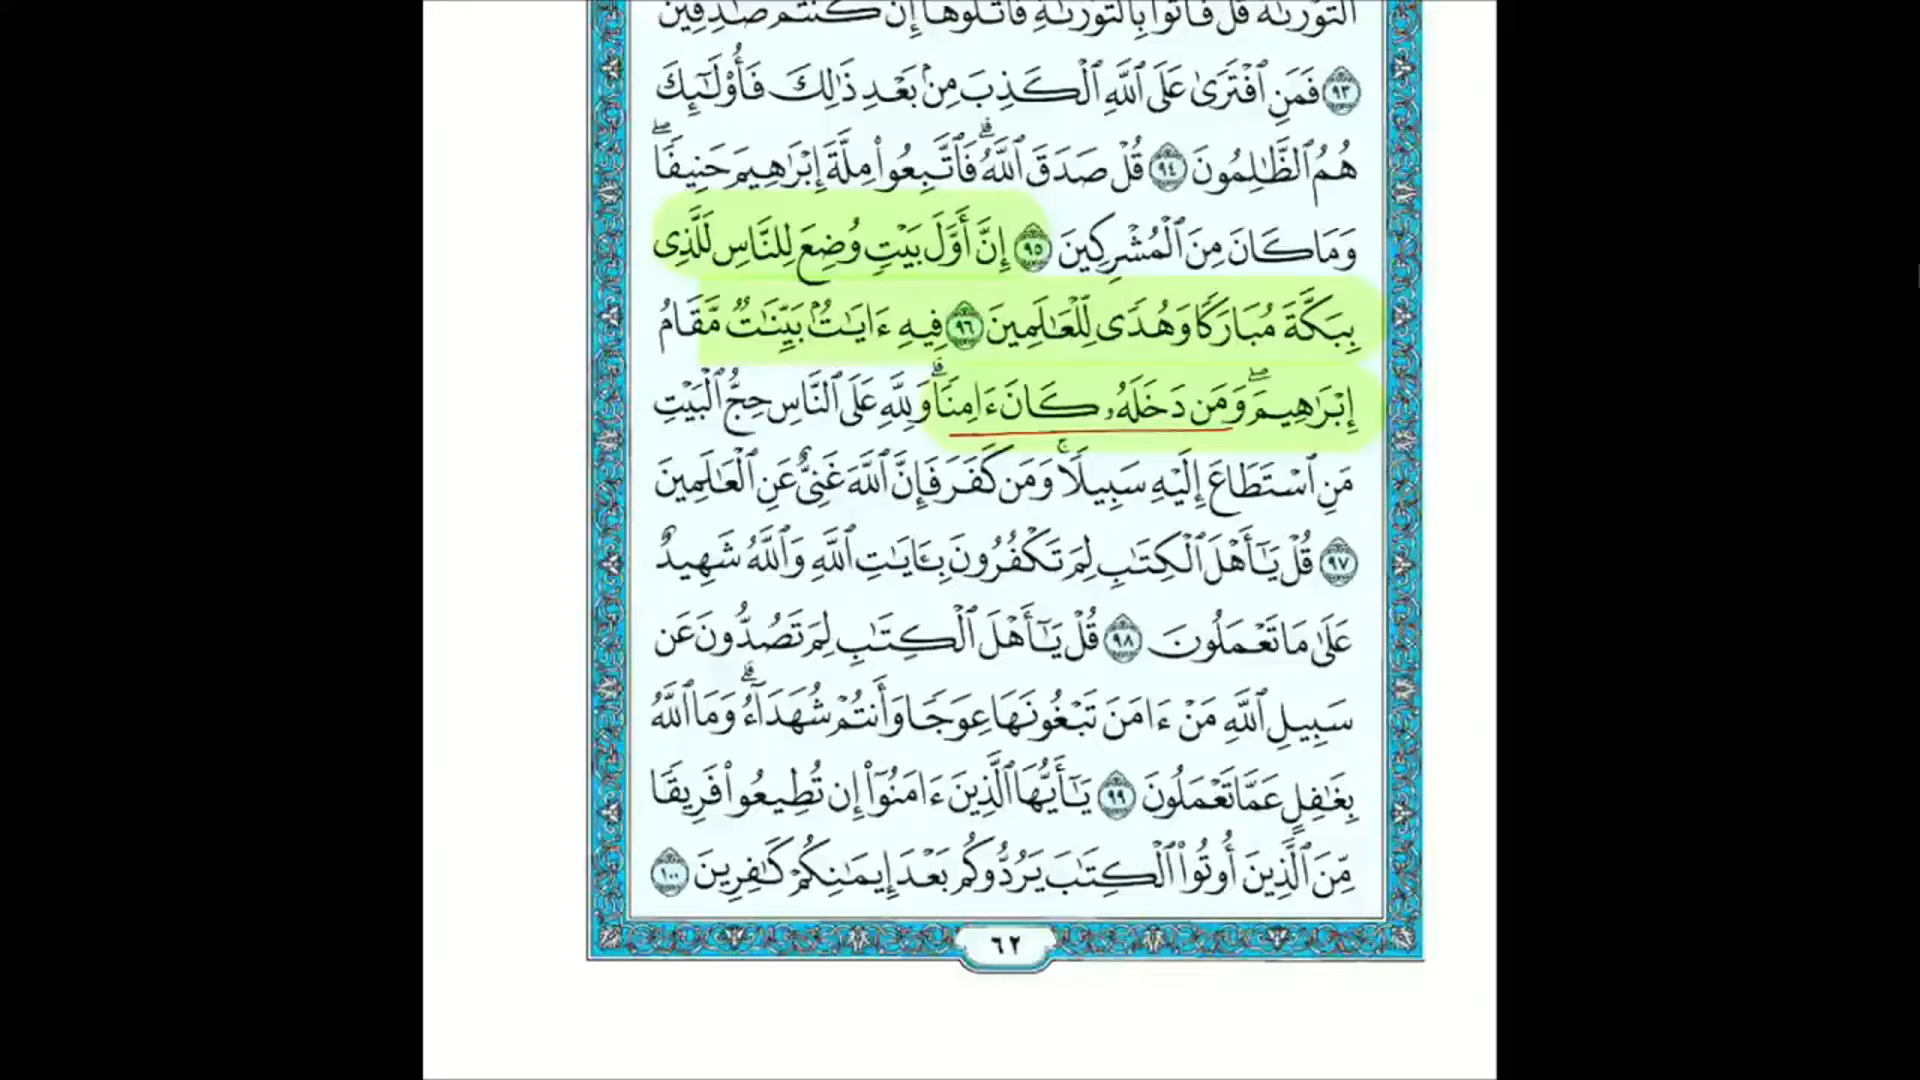 ٱلتَّوْرَىٰةُ قُلْ فَأْتُوا۟ بِٱلتَّوْرَىٰةِ فَٱتْلُوهَآ إِن كُنتُمْ صَـٰدِقِينَ
﴿٩٣﴾ فَمَنِ ٱفْتَرَىٰ عَلَى ٱللَّهِ ٱلْكَذِبَ مِنۢ بَعْدِ ذَٰلِكَ فَأُو۟لَـٰٓئِكَ
هُمُ ٱلظَّـٰلِمُونَ ﴿٩٤﴾ قُلْ صَدَقَ ٱللَّهُ ۗ فَٱتَّبِعُوا۟ مِلَّةَ إِبْرَٰهِيمَ حَنِيفًا ۖ
وَمَا كَانَ مِنَ ٱلْمُشْرِكِينَ ﴿٩٥﴾ إِنَّ أَوَّلَ بَيْتٍ وُضِعَ لِلنَّاسِ لَلَّذِى
بِبَكَّةَ مُبَارَكًا وَهُدًى لِّلْعَـٰلَمِينَ ﴿٩٦﴾ فِيهِ ءَايَـٰتٌۢ بَيِّنَـٰتٌ مَّقَامُ
إِبْرَٰهِيمَ ۖ وَمَن دَخَلَهُۥ كَانَ ءَامِنًا ۗ وَلِلَّهِ عَلَى ٱلنَّاسِ حِجُّ ٱلْبَيْتِ
مَنِ ٱسْتَطَاعَ إِلَيْهِ سَبِيلًا ۚ وَمَن كَفَرَ فَإِنَّ ٱللَّهَ غَنِىٌّ عَنِ ٱلْعَـٰلَمِينَ
﴿٩٧﴾ قُلْ يَـٰٓأَهْلَ ٱلْكِتَـٰبِ لِمَ تَكْفُرُونَ بِـَٔايَـٰتِ ٱللَّهِ وَٱللَّهُ شَهِيدٌ
عَلَىٰ مَا تَعْمَلُونَ ﴿٩٨﴾ قُلْ يَـٰٓأَهْلَ ٱلْكِتَـٰبِ لِمَ تَصُدُّونَ عَن
سَبِيلِ ٱللَّهِ مَنْ ءَامَنَ تَبْغُونَهَا عِوَجًا وَأَنتُمْ شُهَدَآءُ ۗ وَمَا ٱللَّهُ
بِغَـٰفِلٍ عَمَّا تَعْمَلُونَ ﴿٩٩﴾ يَـٰٓأَيُّهَا ٱلَّذِينَ ءَامَنُوٓا۟ إِن تُطِيعُوا۟ فَرِيقًا
مِّنَ ٱلَّذِينَ أُوتُوا۟ ٱلْكِتَـٰبَ يَرُدُّوكُم بَعْدَ إِيمَـٰنِكُمْ كَـٰفِرِينَ ﴿١٠٠﴾
٦٢